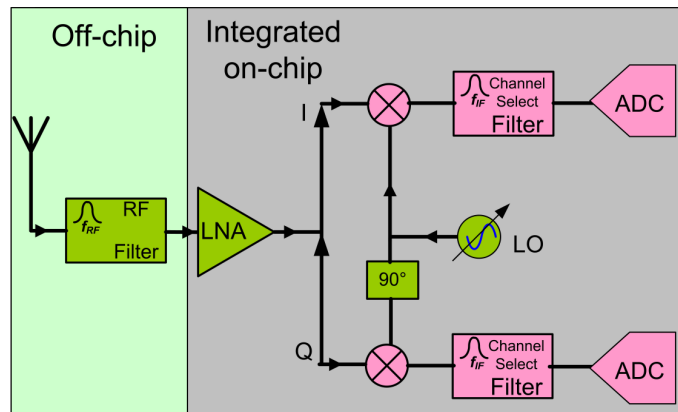 Off-chip
Integrated
on-chip
I
f_IF
Channel
Select
Filter
ADC
f_RF
RF
Filter
LNA
LO
90°
Q
f_IF
Channel
Select
Filter
ADC